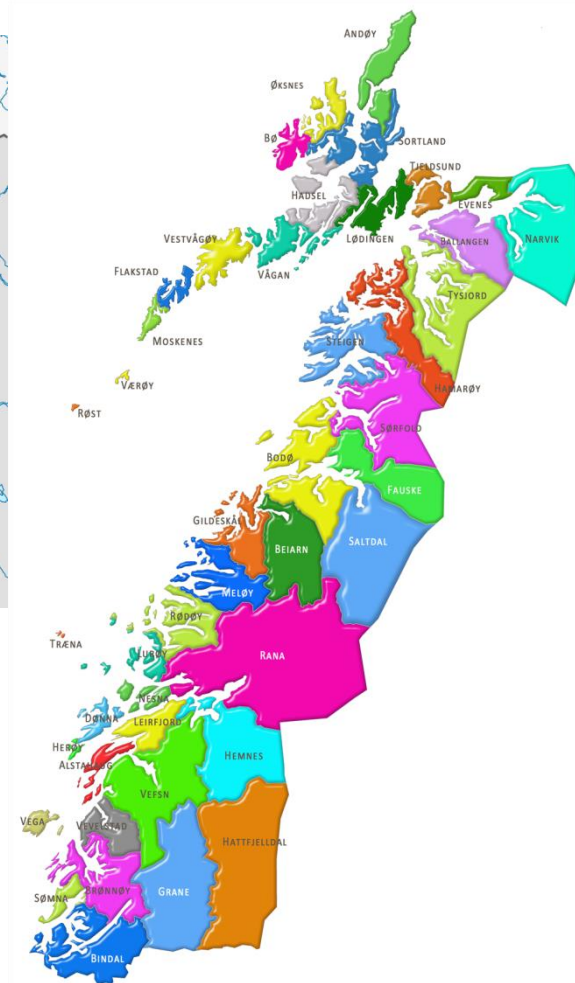 ANDØY
ØKSNES
BØ
SORTLAND
TJELDSUND
HADSEL
EVENES
LØDINGEN
BALLANGEN
NARVIK
VESTVÅGØY
VÅGAN
FLAKSTAD
TYSJORD
MOSKENES
STEIGEN
VÆRØY
HAMARØY
RØST
SØRFOLD
BODØ
FAUSKE
GILDESKÅL
BEIARN
SALTDAL
MELØY
RØDØY
TRÆNA
LURØY
RANA
NESNA
DØNNA
LEIRFJORD
HERØY
HEMNES
ALSTAHAUG
VEFSN
VEGA
VEVELSTAD
HATTFJELLDAL
BRØNNØY
GRANE
SØMNA
BINDAL